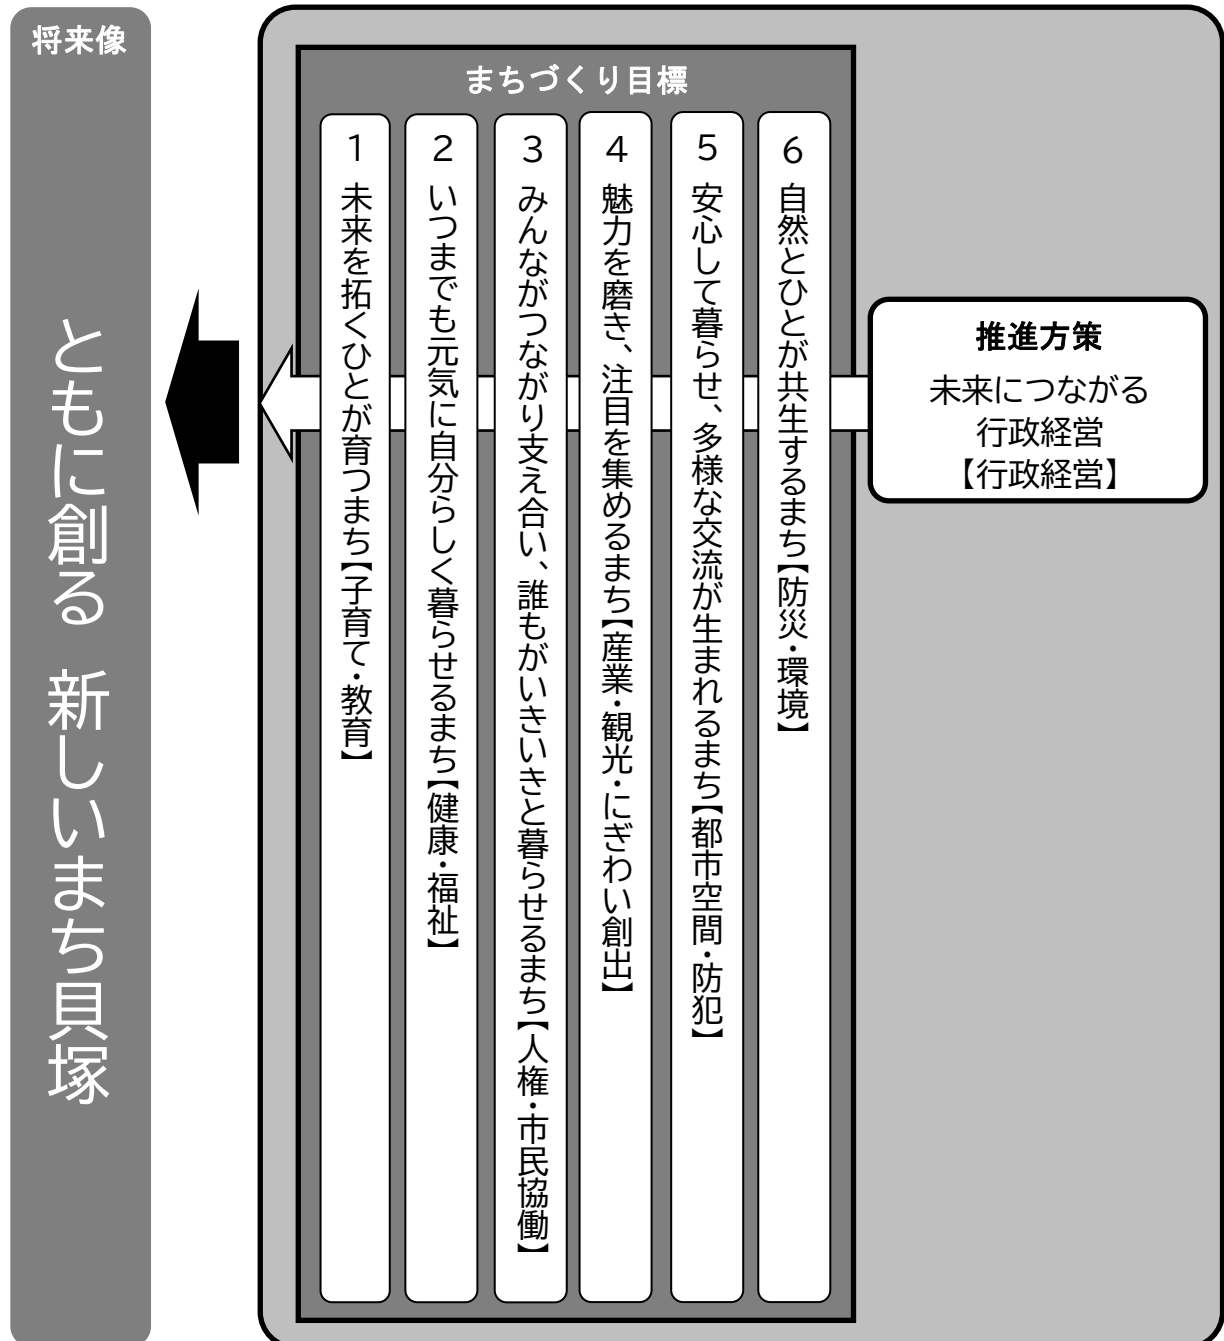 将来像
ともに創る 新しいまち貝塚
まちづくり目標
1 未来を拓くひとが育つまち【子育て・教育】
2 いつまでも元気に自分らしく暮らせるまち【健康・福祉】
3 みんながつながり支え合い、誰もがいきいきと暮らせるまち【人権・市民協働】
4 魅力を磨き、注目を集めるまち【産業・観光・にぎわい創出】
5 安心して暮らせ、多様な交流が生まれるまち【都市空間・防犯】
6 自然とひとが共生するまち【防災・環境】
推進方策
未来につながる
行政経営
【行政経営】